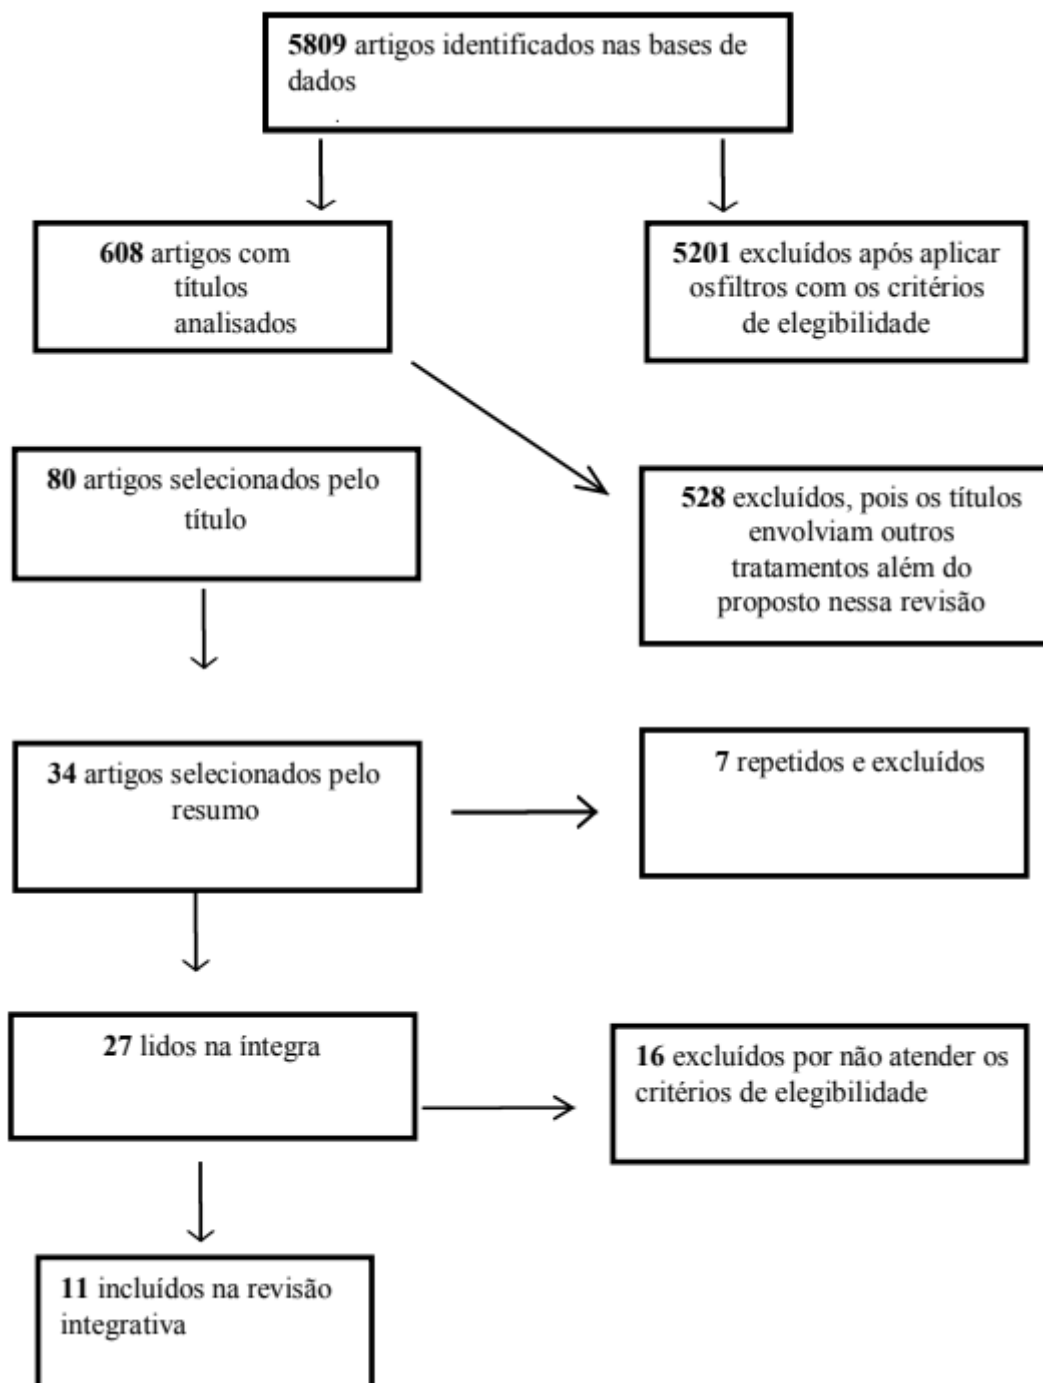 5809 artigos identificados nas bases de
dados
.
608 artigos com
títulos
analisados
5201 excluídos após aplicar
osfiltros com os critérios
de elegibilidade
80 artigos selecionados pelo
título
528 excluídos, pois os títulos
envolviam outros
tratamentos além do
proposto nessa revisão
34 artigos selecionados pelo
resumo
7 repetidos e excluídos
27 lidos na íntegra
16 excluídos por não atender os
critérios de elegibilidade
11 incluídos na revisão
integrativa